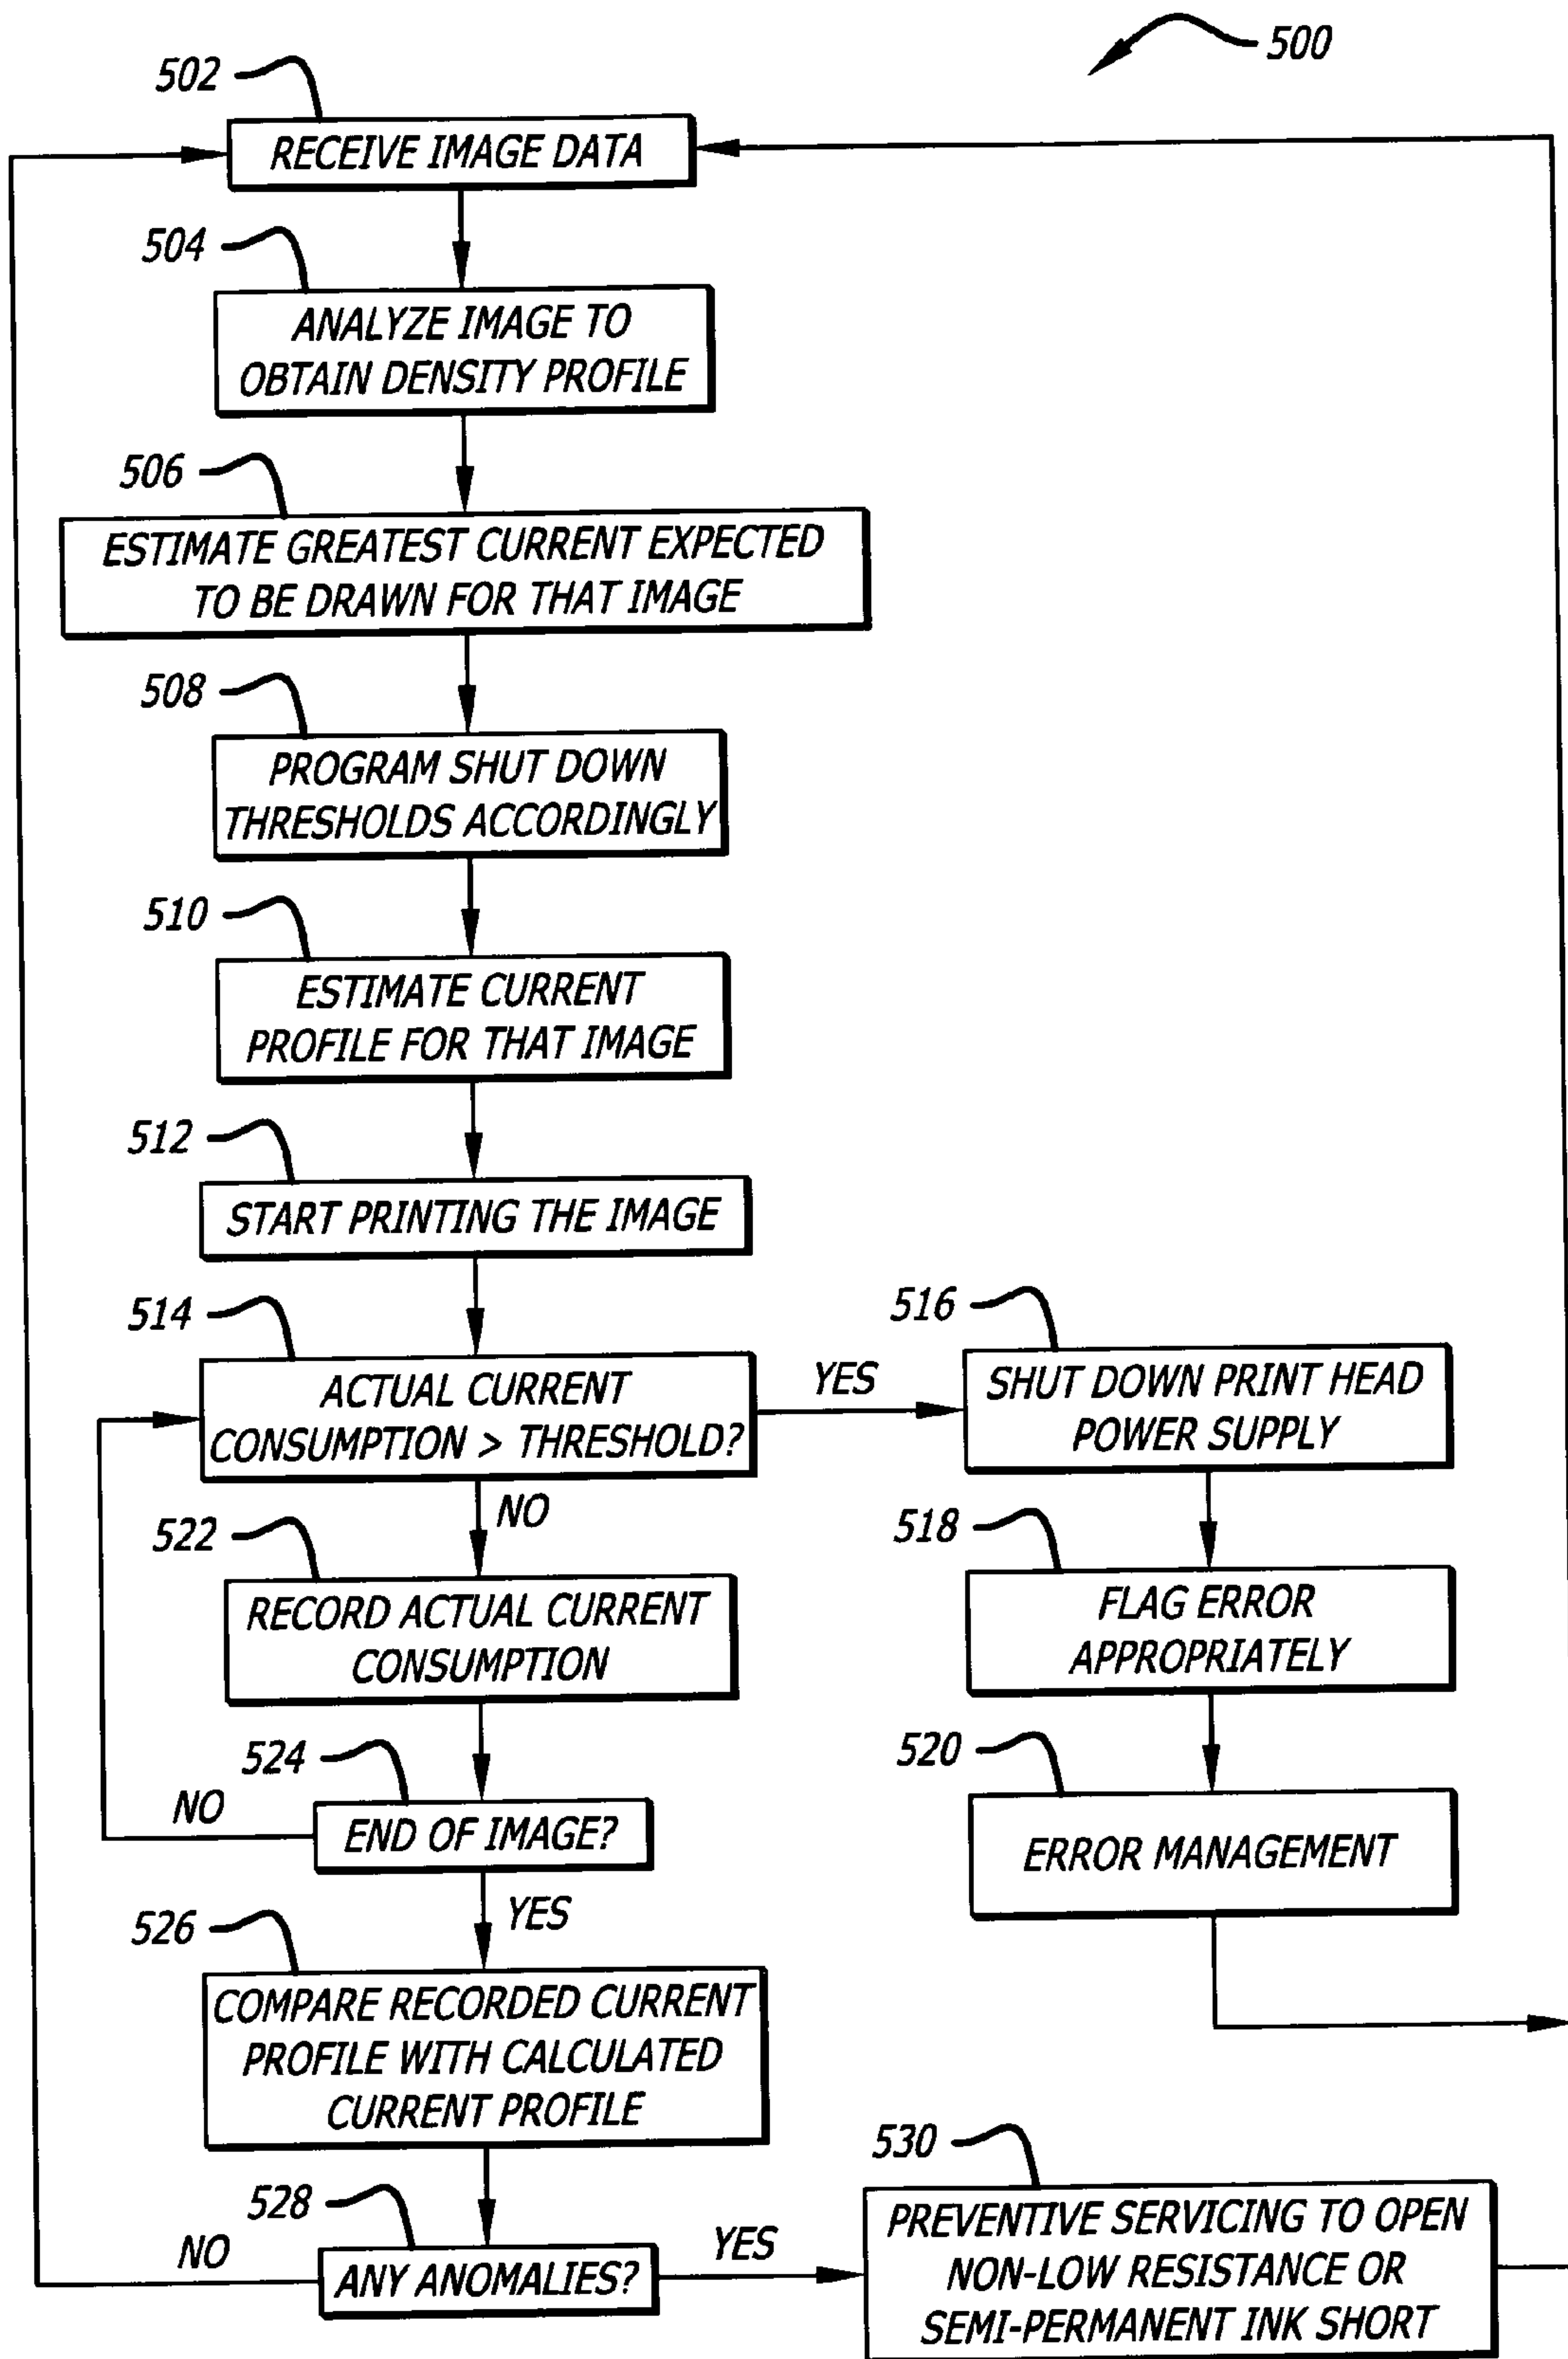 500
502
RECEIVE IMAGE DATA
504
ANALYZE IMAGE TO
OBTAIN DENSITY PROFILE
506
ESTIMATE GREATEST CURRENT EXPECTED
TO BE DRAWN FOR THAT IMAGE
508
PROGRAM SHUT DOWN
THRESHOLDS ACCORDINGLY
510
ESTIMATE CURRENT
PROFILE FOR THAT IMAGE
512
START PRINTING THE IMAGE
514
ACTUAL CURRENT
CONSUMPTION > THRESHOLD?
YES
516
SHUT DOWN PRINT HEAD
POWER SUPPLY
NO
518
FLAG ERROR
APPROPRIATELY
522
RECORD ACTUAL CURRENT
CONSUMPTION
520
ERROR MANAGEMENT
524
NO
END OF IMAGE?
YES
526
COMPARE RECORDED CURRENT
PROFILE WITH CALCULATED
CURRENT PROFILE
528
NO
ANY ANOMALIES?
YES
530
PREVENTIVE SERVICING TO OPEN
NON-LOW RESISTANCE OR
SEMI-PERMANENT INK SHORT